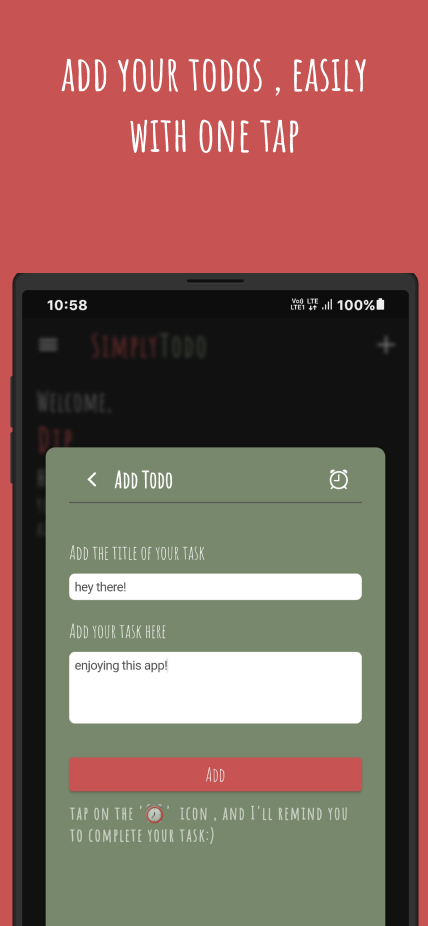 ADD YOUR TODOS , EASILY
WITH ONE TAP
10:58
Vo)) LTE
LTE1
100%
SIMPLYTODO
WELCOME,
DIP
ADD TODO
ADD THE TITLE OF YOUR TASK
hey there!
ADD YOUR TASK HERE
enjoying this app!
ADD
TAP ON THE '⏰' ICON , AND I'LL REMIND YOU
TO COMPLETE YOUR TASK:)